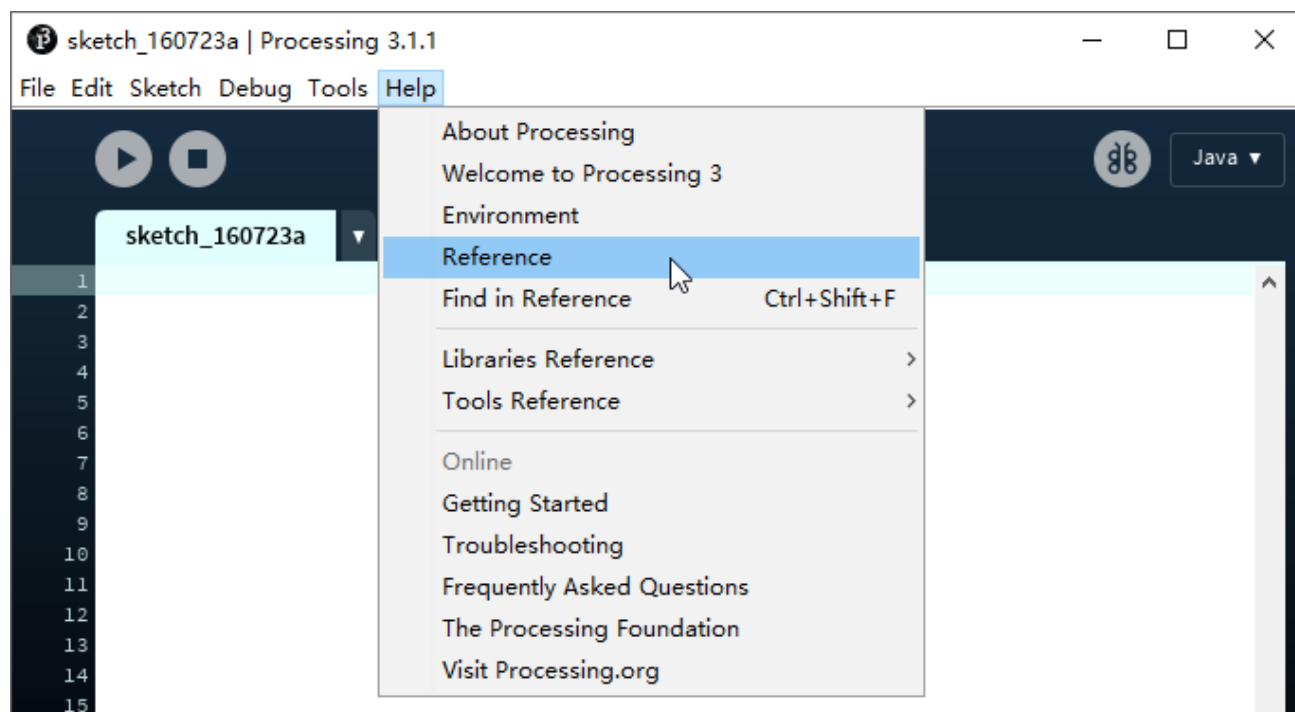 sketch_160723a | Processing 3.1.1
File Edit Sketch Debug Tools Help
About Processing
Welcome to Processing 3
Environment
Reference
Find in Reference Ctrl+Shift+F
Libraries Reference
Tools Reference
Online
Getting Started
Troubleshooting
Frequently Asked Questions
The Processing Foundation
Visit Processing.org
Java
sketch_160723a
1
2
3
4
5
6
7
8
9
10
11
12
13
14
15